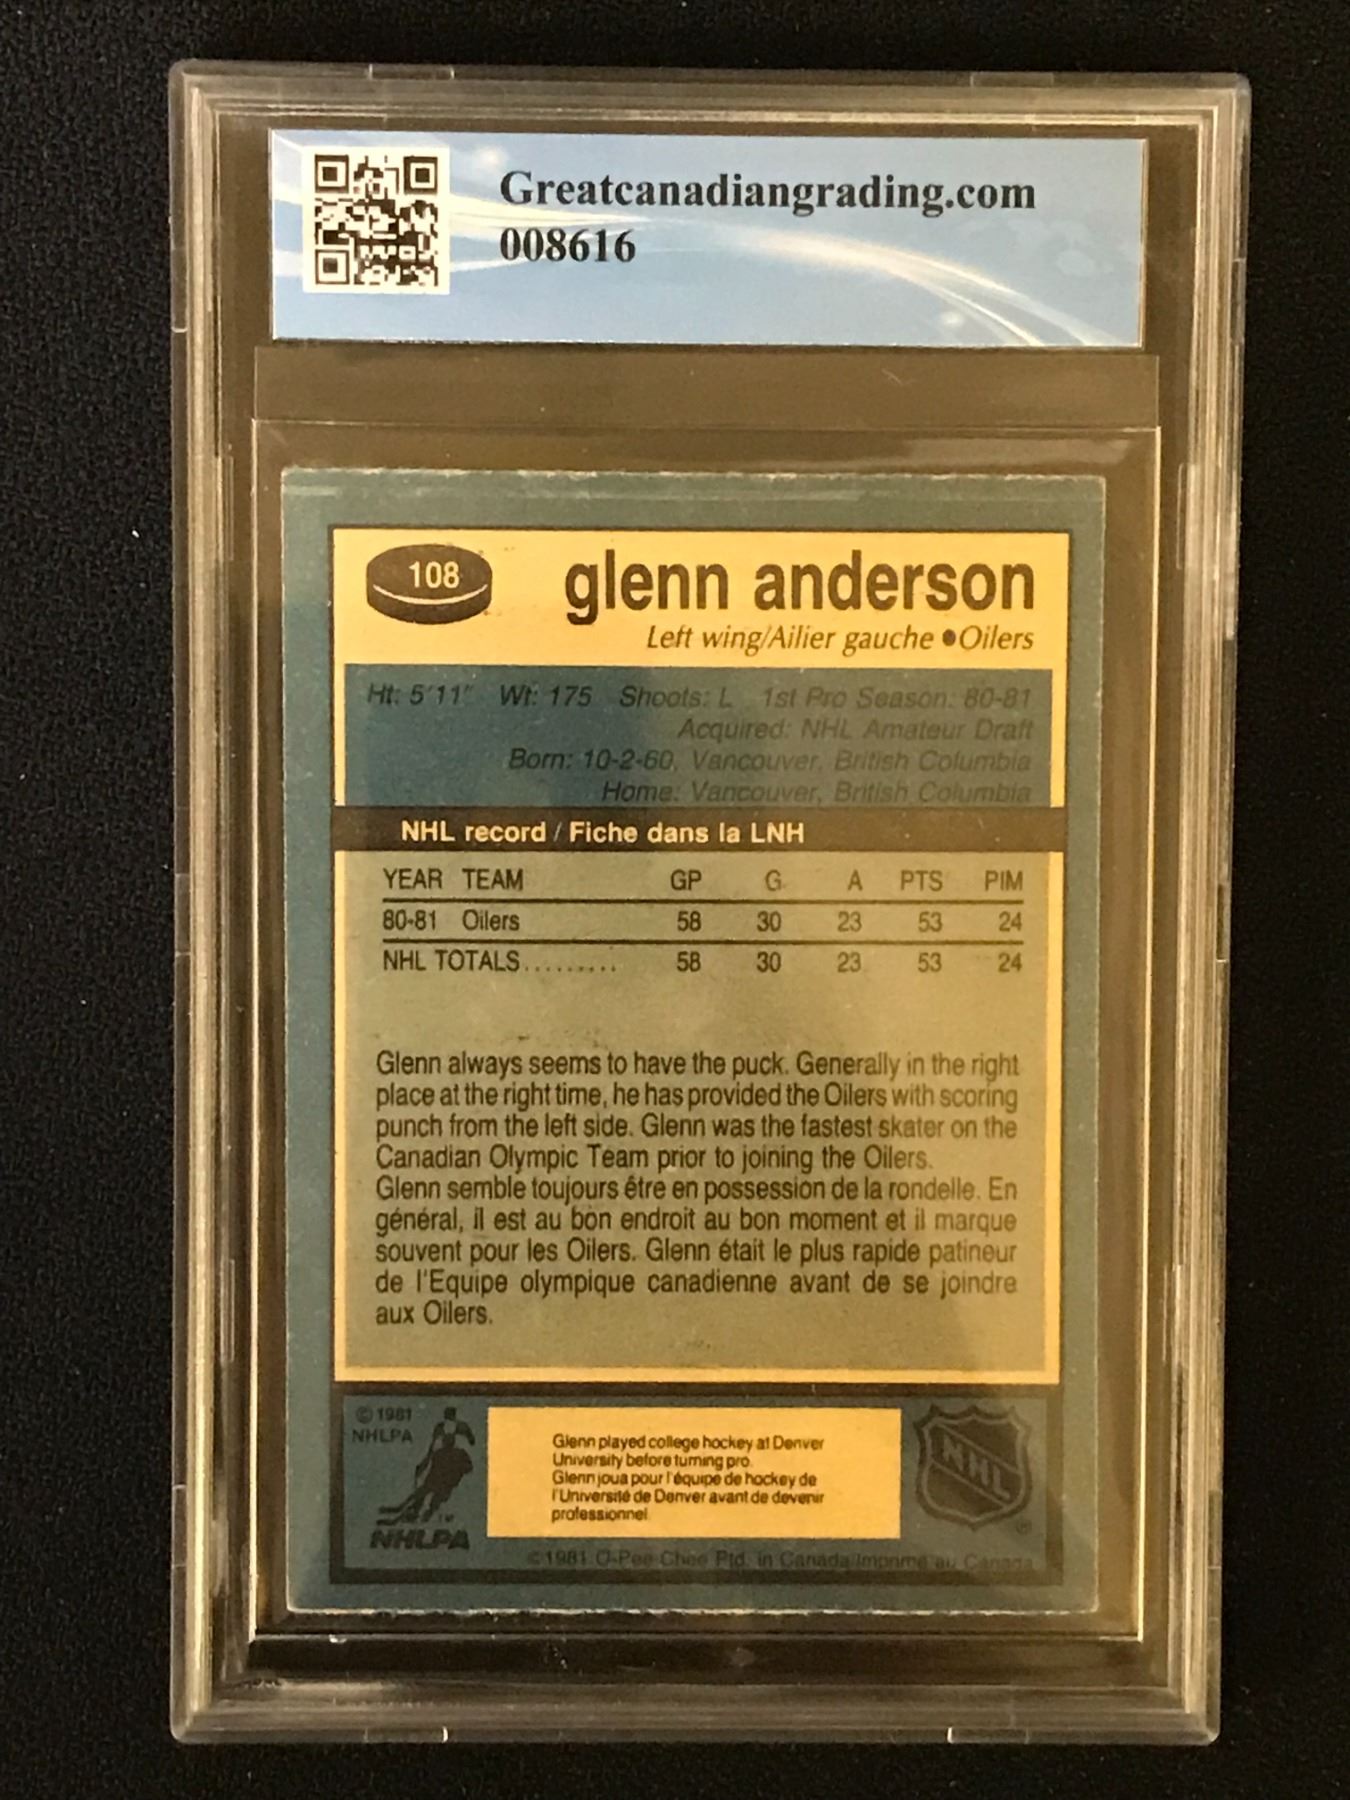 Greatcanadiangrading.com
008616
108
glenn anderson
Left wing/Ailier gauche ● Oilers
Ht: 5'11" Wt: 175 Shoots: L 1st Pro Season: 80-81
Acquired: NHL Amateur Draft
Born: 10-2-60, Vancouver, British Columbia
Home: Vancouver, British Columbia
NHL record / Fiche dans la LNH
YEAR TEAM GP G A PTS PIM
80-81 Oilers 58 30 23 53 24
NHL TOTALS......... 58 30 23 53 24
Glenn always seems to have the puck. Generally in the right
place at the right time, he has provided the Oilers with scoring
punch from the left side. Glenn was the fastest skater on the
Canadian Olympic Team prior to joining the Oilers.
Glenn semble toujours être en possession de la rondelle. En
général, il est au bon endroit au bon moment et il marque
souvent pour les Oilers. Glenn était le plus rapide patineur
de l'Equipe olympique canadienne avant de se joindre
aux Oilers.
© 1981
NHLPA
TM
NHLPA
Glenn played college hockey at Denver
University before turning pro.
Glenn joua pour l'équipe de hockey de
l'Université de Denver avant de devenir
professionnel.
NHL
®
© 1981 O-Pee-Chee Ptd. in Canada/Imprimé au Canada